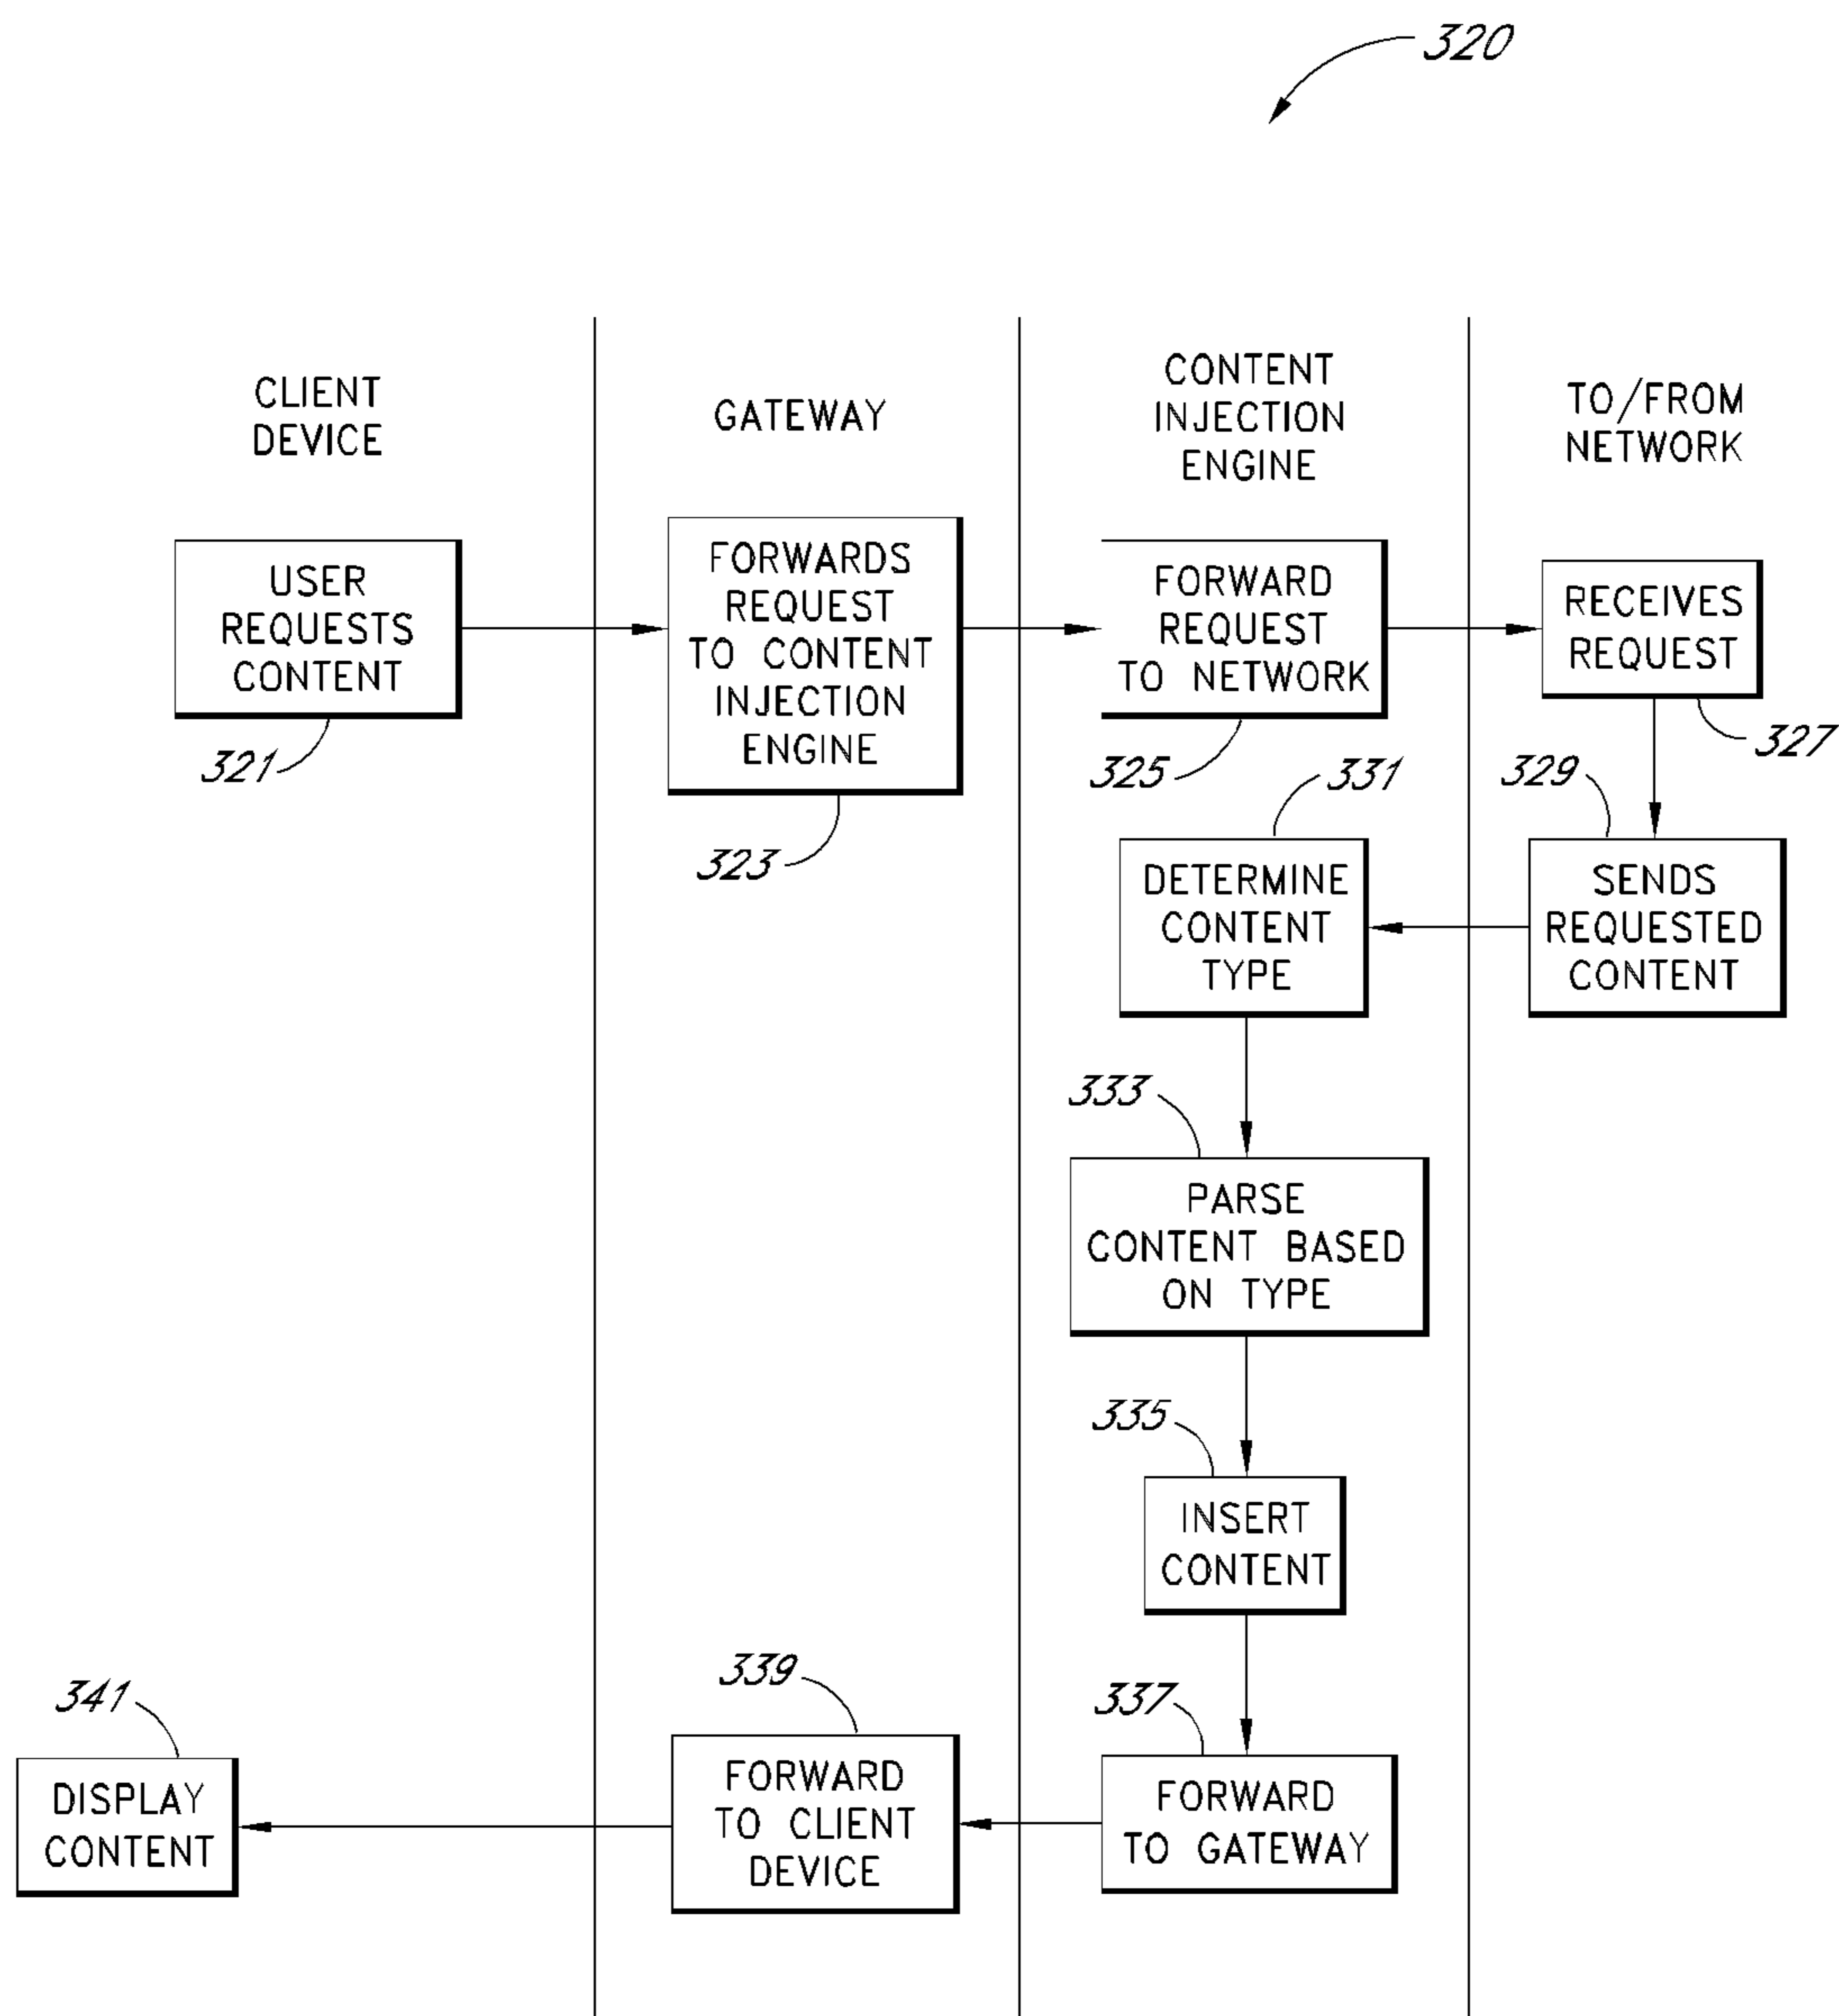 320
CLIENT
DEVICE
GATEWAY
CONTENT
INJECTION
ENGINE
TO/FROM
NETWORK
USER
REQUESTS
CONTENT
321
FORWARDS
REQUEST
TO CONTENT
INJECTION
ENGINE
323
FORWARD
REQUEST
TO NETWORK
325
RECEIVES
REQUEST
327
329
SENDS
REQUESTED
CONTENT
331
DETERMINE
CONTENT
TYPE
333
PARSE
CONTENT BASED
ON TYPE
335
INSERT
CONTENT
337
FORWARD
TO GATEWAY
339
FORWARD
TO CLIENT
DEVICE
341
DISPLAY
CONTENT